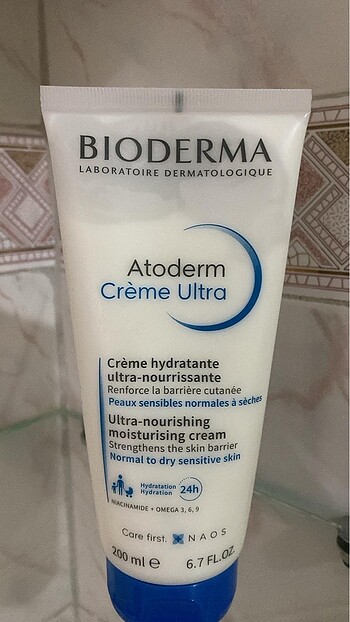 BIODERMA
LABORATOIRE DERMATOLOGIQUE
Atoderm
Crème Ultra
Crème hydratante
ultra-nourrissante
Renforce la barrière cutanée
Peaux sensibles normales à sèches
Ultra-nourishing
moisturising cream
Strengthens the skin barrier
Normal to dry sensitive skin
Hydratation
Hydration
24h
NIACINAMIDE + OMEGA 3, 6, 9
Care first. NAOS
200 ml e 6.7 FL.OZ.